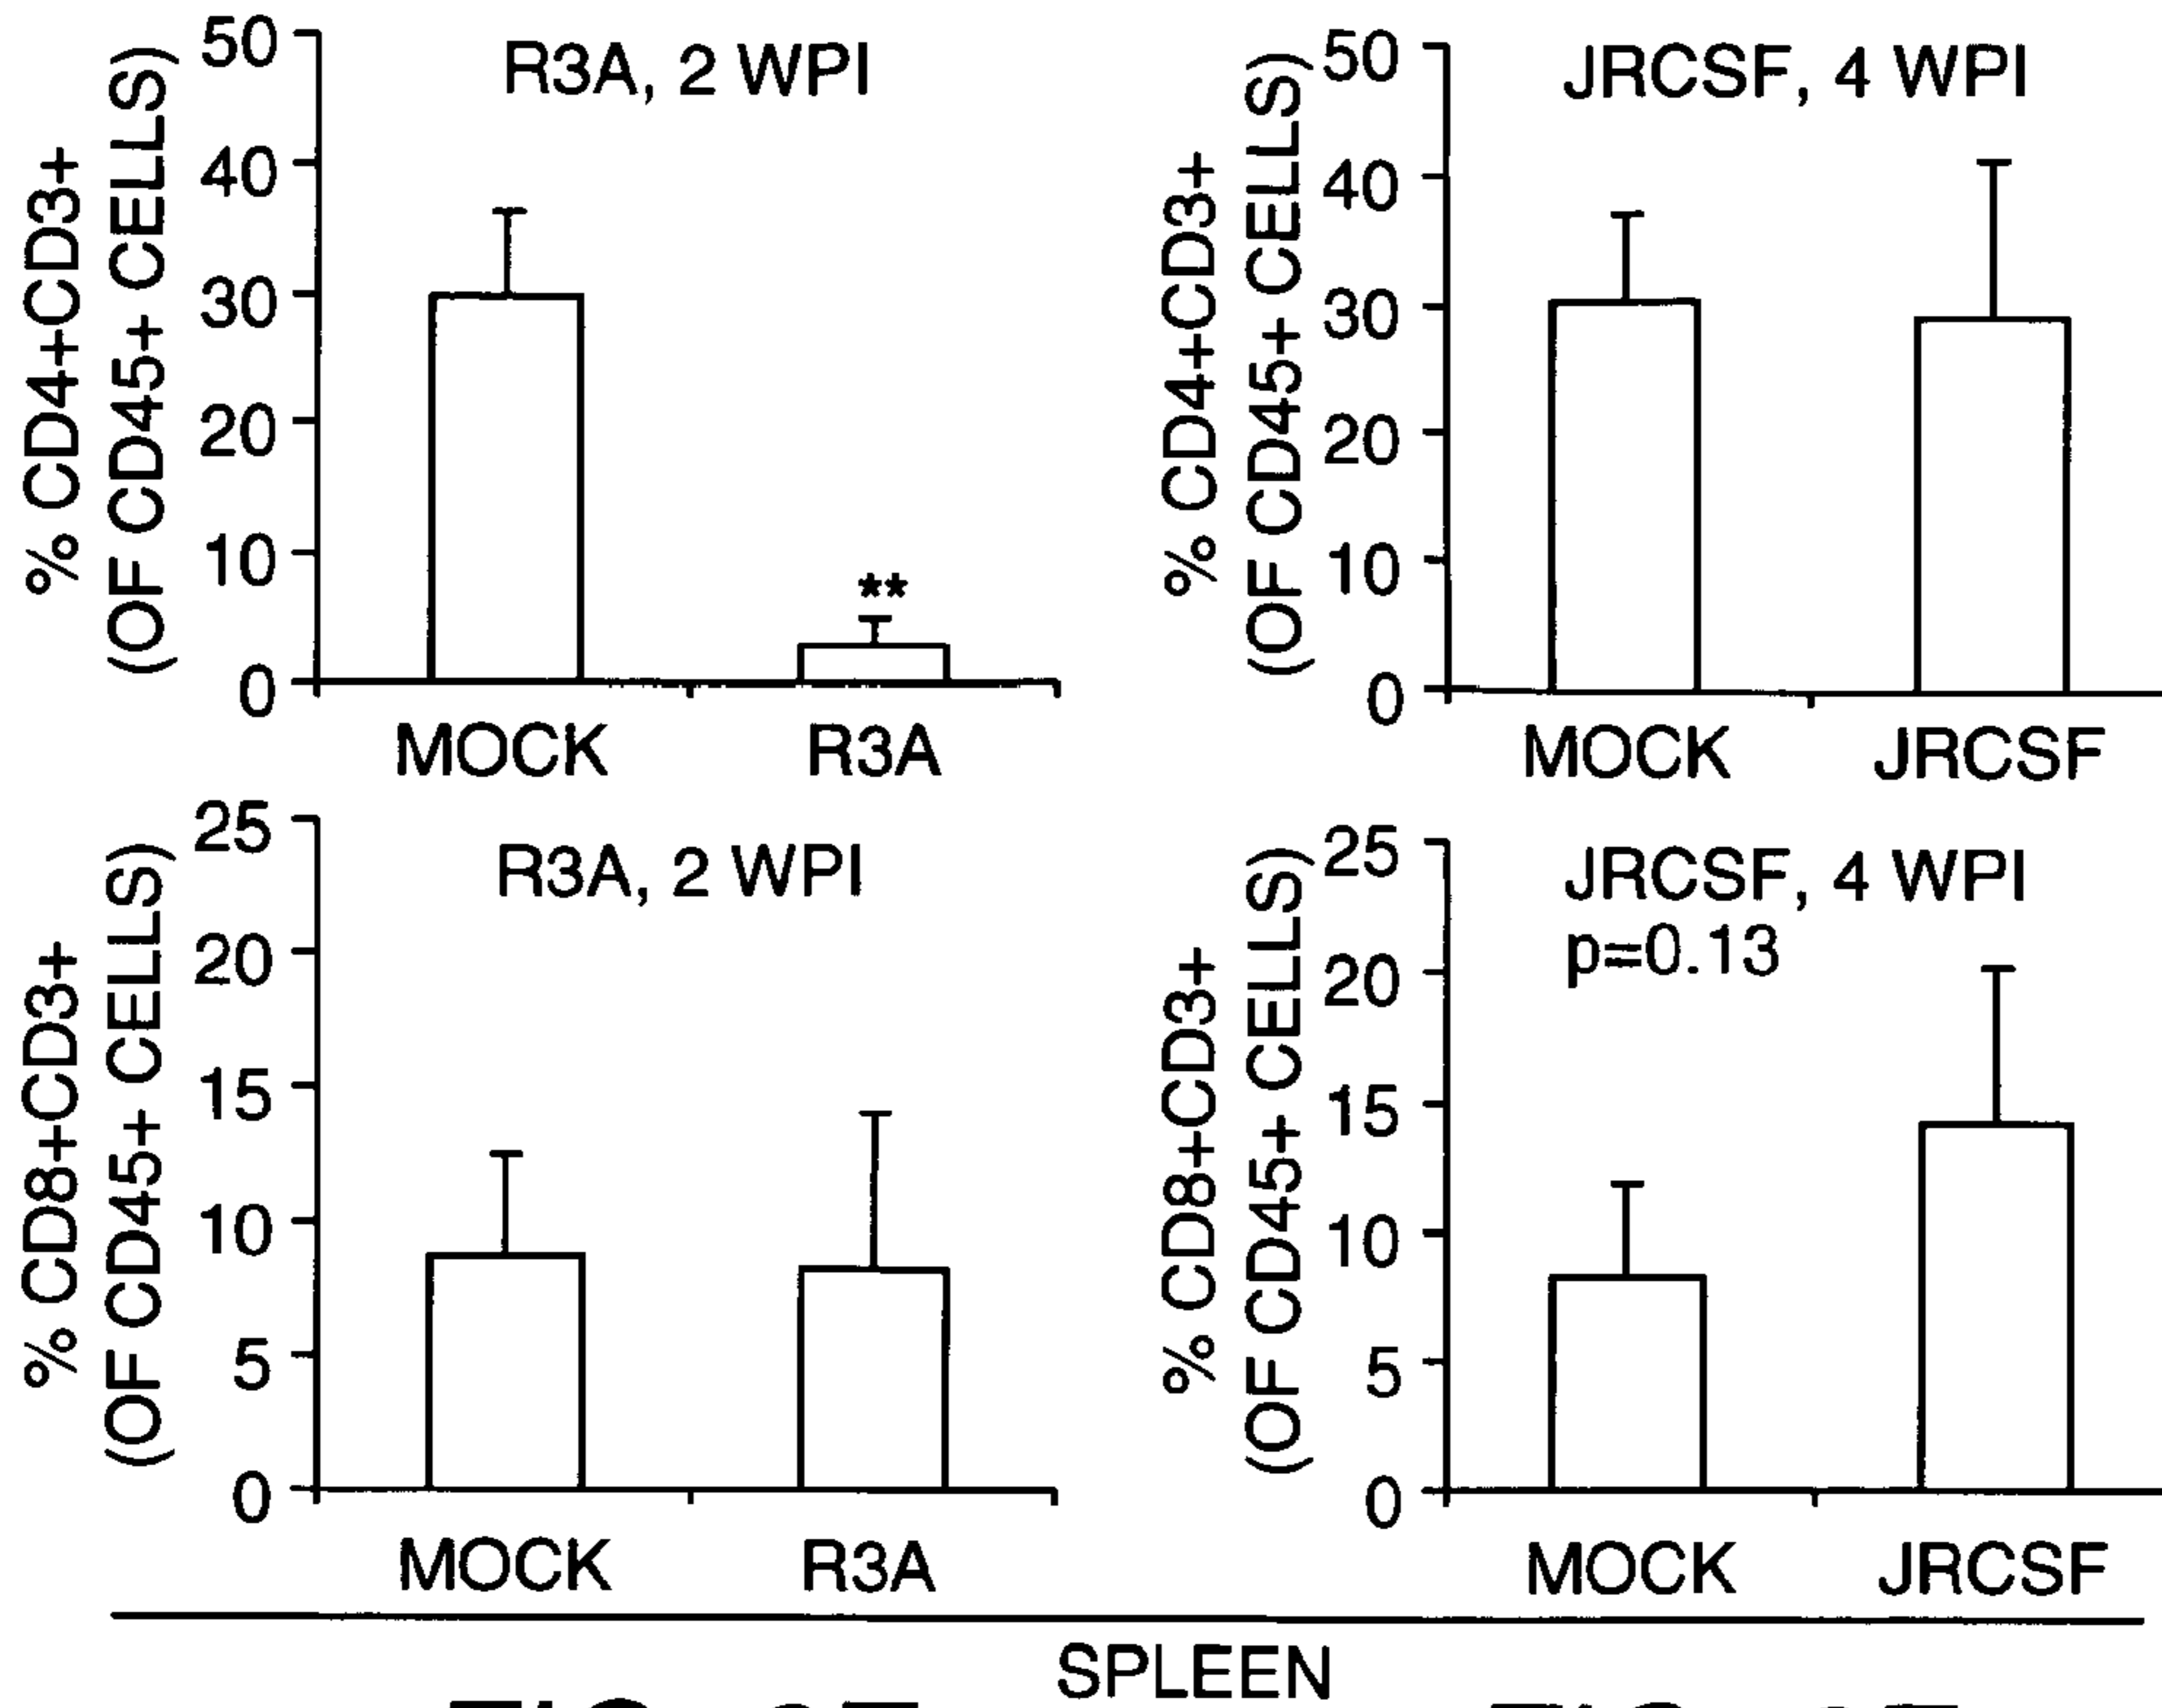 R3A, 2 WPI
% CD4+CD3+
(OF CD45+ CELLS)
50
40
30
20
10
0
**
MOCK R3A
JRCSF, 4 WPI
% CD4+CD3+
(OF CD45+ CELLS)
50
40
30
20
10
0
MOCK JRCSF
R3A, 2 WPI
% CD8+CD3+
(OF CD45+ CELLS)
25
20
15
10
5
0
MOCK R3A
JRCSF, 4 WPI
p=0.13
% CD8+CD3+
(OF CD45+ CELLS)
25
20
15
10
5
0
MOCK JRCSF
SPLEEN